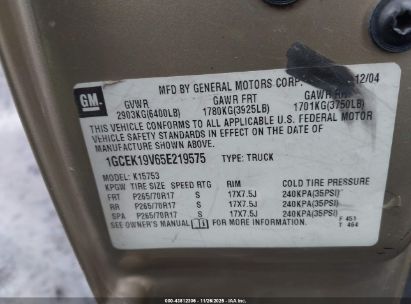 MFD BY GENERAL MOTORS CORP. 12/04
GM
GVWR GAWR FRT GAWR RR
2903KG(6400LB) 1780KG(3925LB) 1701KG(3750LB)
THIS VEHICLE CONFORMS TO ALL APPLICABLE U.S. FEDERAL MOTOR
VEHICLE SAFETY STANDARDS IN EFFECT ON THE DATE OF
MANUFACTURE SHOWN ABOVE.
1GCEK19V65E219575 TYPE: TRUCK
MODEL: K15753
KPGW TIRE SIZE SPEED RTG RIM COLD TIRE PRESSURE
FRT P265/70R17 S 17X7.5J 240KPA(35PSI)
RR P265/70R17 S 17X7.5J 240KPA(35PSI)
SPA P265/70R17 S 17X7.5J 240KPA(35PSI)
SEE OWNER'S MANUAL FOR MORE INFORMATION.
F 451
T 464